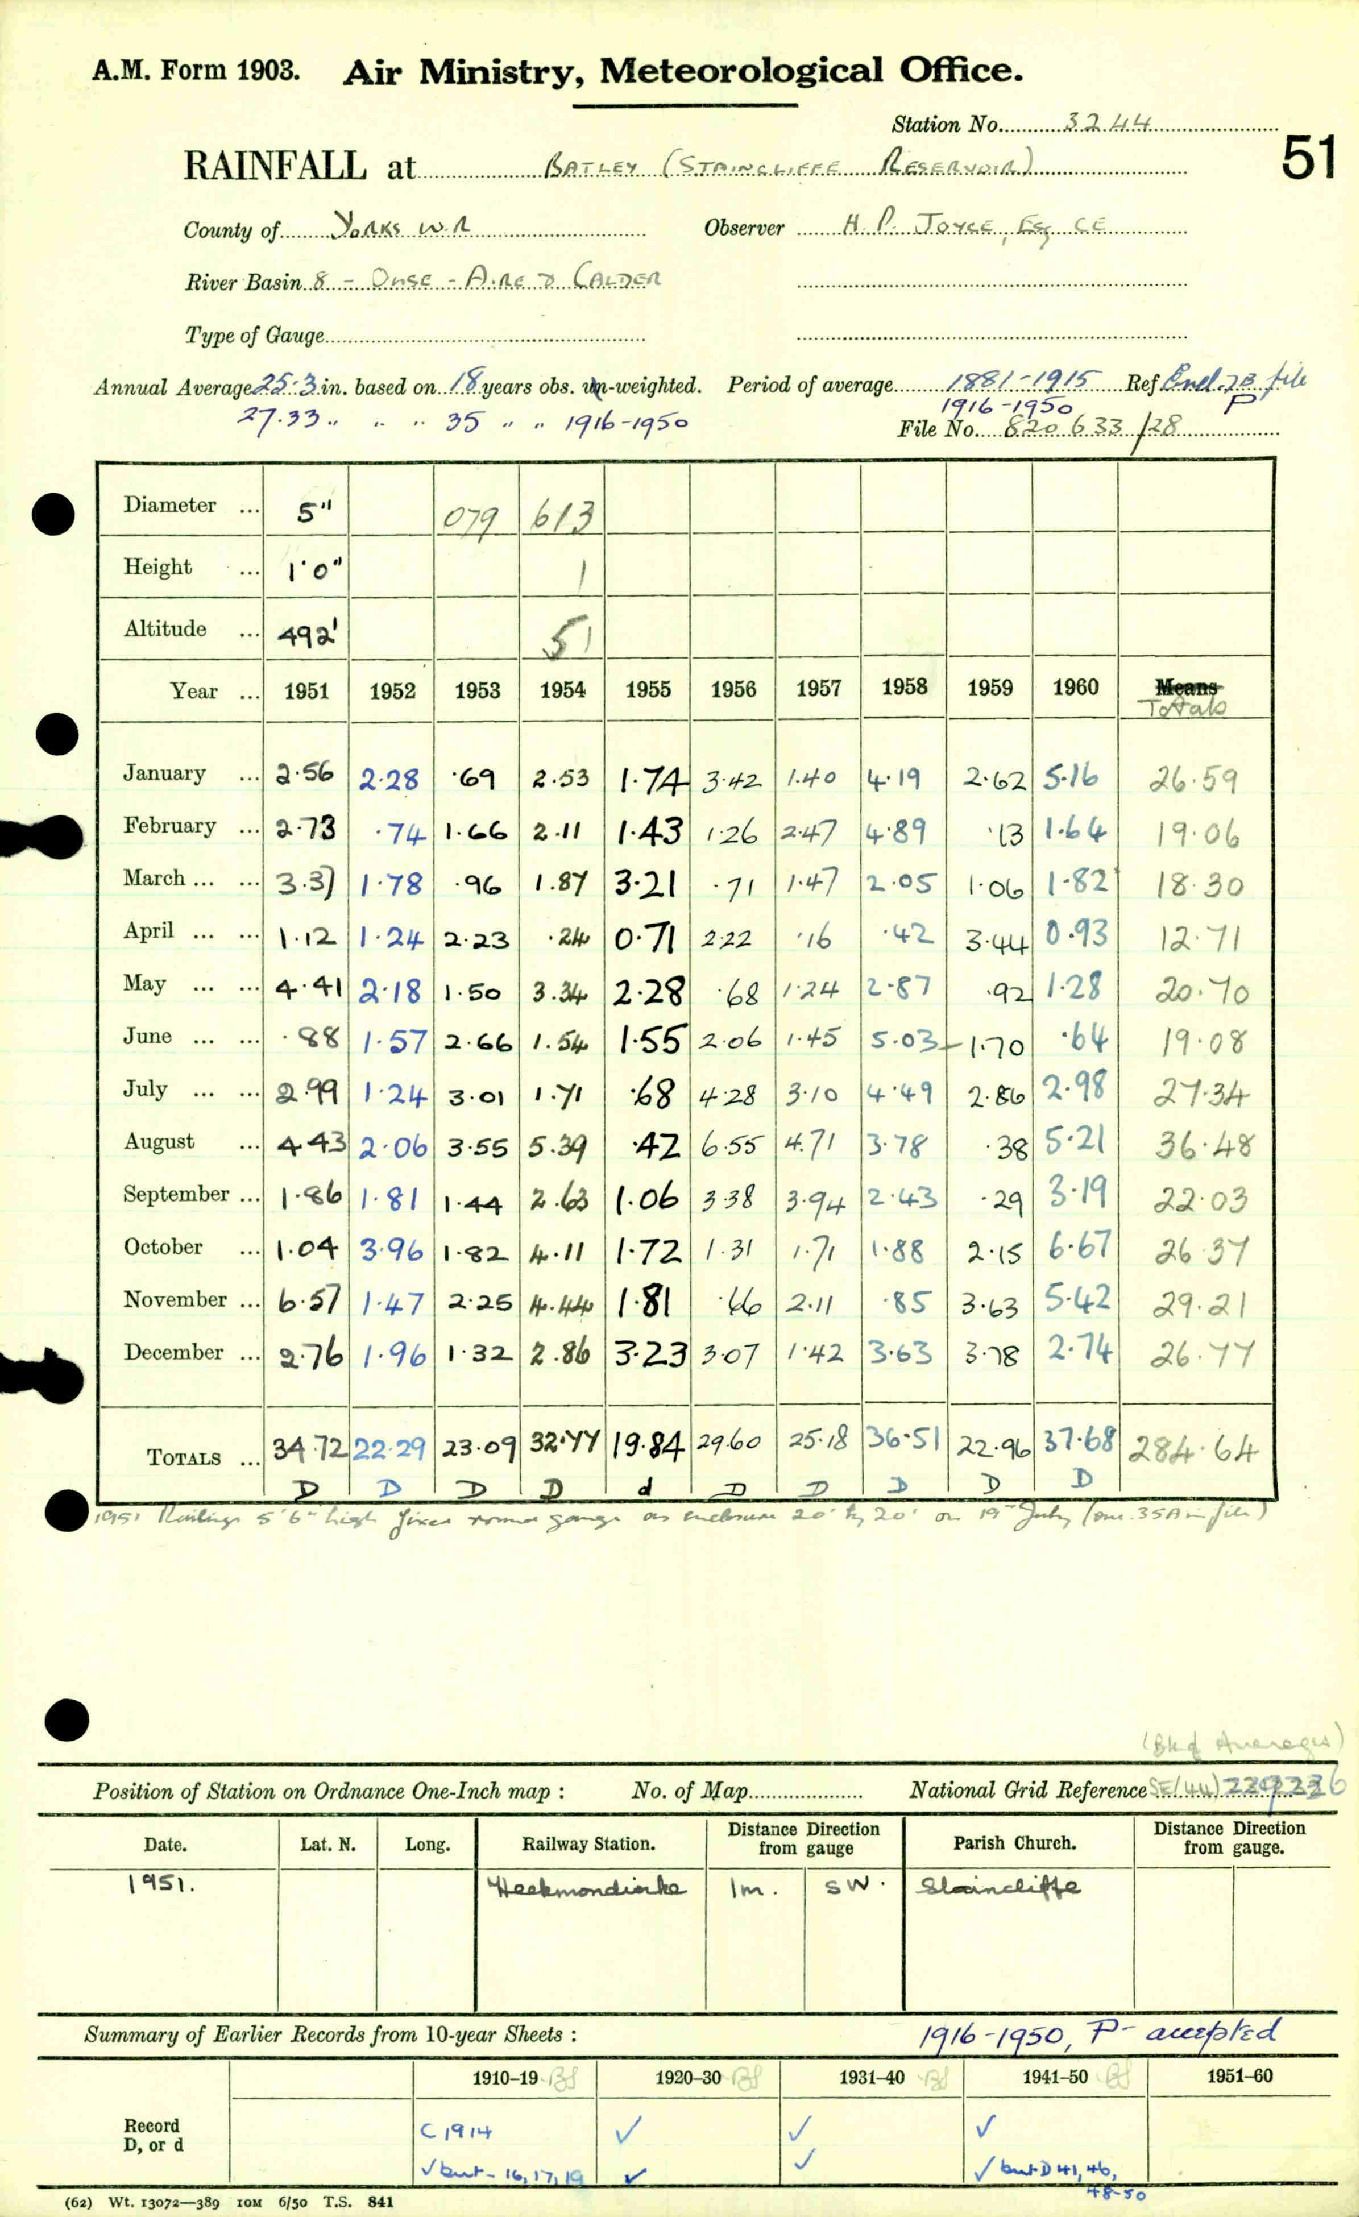 A.M. Form 1903. Air Ministry, Meteorological Office.
Station No. 3244
51
RAINFALL at BATLEY (STAINCLIFFE RESERVOIR)
County of YORKS W.R Observer H. P. JOYCE, Esq CE
River Basin 8 - OUSE - AIRE & CALDER
Type of Gauge
Annual Average 25.3 in. based on 18 years obs. un-weighted. Period of average 1881-1915 Ref Encl. 2B file
27.33 " " " 35 " " 1916-1950 1916-1950 P
File No. 820 633/28
Diameter ... 5" 079 613
Height ... 1'0" 1
Altitude ... 492' 51
Year ... 1951 1952 1953 1954 1955 1956 1957 1958 1959 1960 Means
Totals
January ... 2.56 2.28 .69 2.53 1.74 3.42 1.40 4.19 2.62 5.16 26.59
February ... 2.73 .74 1.66 2.11 1.43 1.26 2.47 4.89 .13 1.64 19.06
March ... ... 3.37 1.78 .96 1.87 3.21 .71 1.47 2.05 1.06 1.82 18.30
April ... ... 1.12 1.24 2.23 .24 0.71 2.22 .16 .42 3.44 0.93 12.71
May ... ... 4.41 2.18 1.50 3.34 2.28 .68 1.24 2.87 .92 1.28 20.70
June ... ... .88 1.57 2.66 1.54 1.55 2.06 1.45 5.03 1.70 .64 19.08
July ... ... 2.99 1.24 3.01 1.71 .68 4.28 3.10 4.49 2.86 2.98 27.34
August ... 4.43 2.06 3.55 5.39 .42 6.55 4.71 3.78 .38 5.21 36.48
September ... 1.86 1.81 1.44 2.63 1.06 3.38 3.94 2.43 .29 3.19 22.03
October ... 1.04 3.96 1.82 4.11 1.72 1.31 1.71 1.88 2.15 6.67 26.37
November ... 6.57 1.47 2.25 4.44 1.81 .66 2.11 .85 3.63 5.42 29.21
December ... 2.76 1.96 1.32 2.86 3.23 3.07 1.42 3.63 3.78 2.74 26.77
TOTALS ... 34.72 22.29 23.09 32.77 19.84 29.60 25.18 36.51 22.96 37.68 284.64
D D D D d D D D D D
1951 Railings 5'6" high fixed round gauge as enclosure 20' by 20' on 19th July (enc. 35A in file)
(Bkd Averages)
Position of Station on Ordnance One-Inch map : No. of Map National Grid Reference SE(44)
Date. Lat. N. Long. Railway Station. Distance from Direction gauge Parish Church. Distance from Direction gauge.
1951. Heckmondwike 1m. SW. Staincliffe
Summary of Earlier Records from 10-year Sheets : 1916-1950, P- accepted
1910–19 1920–30 1931–40 1941–50 1951–60
Record C 1914 ✓ ✓ ✓
D, or d ✓ but - 16, 17, 19 ✓ ✓ ✓ but D 41, 46,
48-50
(62) Wt. 13072—389 10M 6/50 T.S. 841